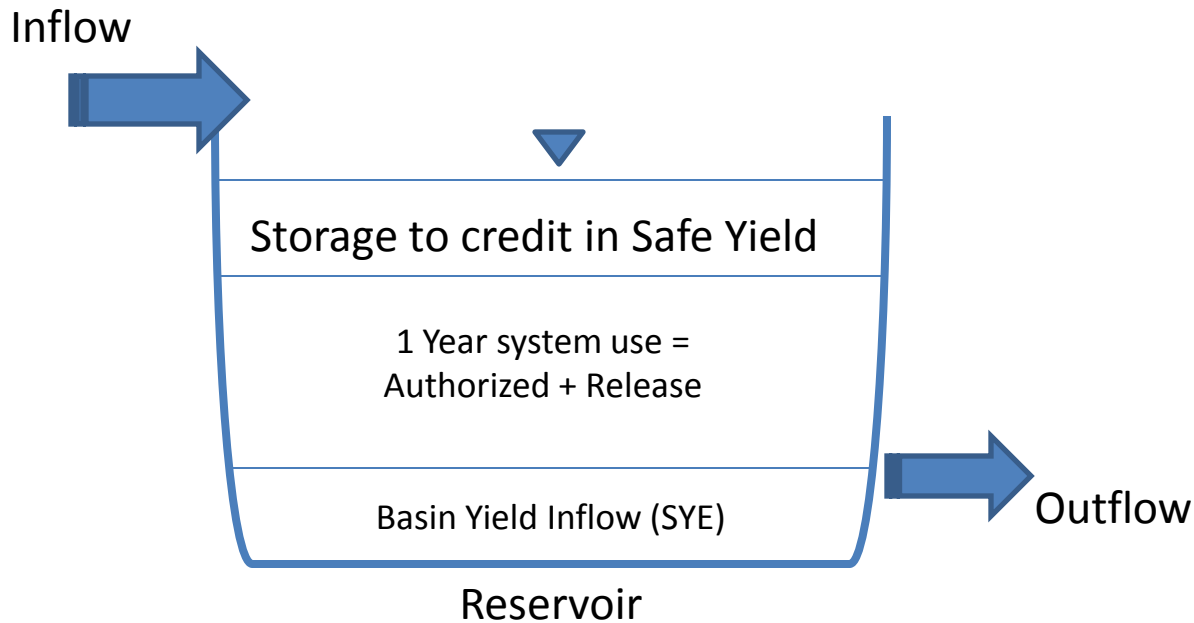 Inflow
Storage to credit in Safe Yield
1 Year system use =
Authorized + Release
Basin Yield Inflow (SYE)
Outflow
Reservoir